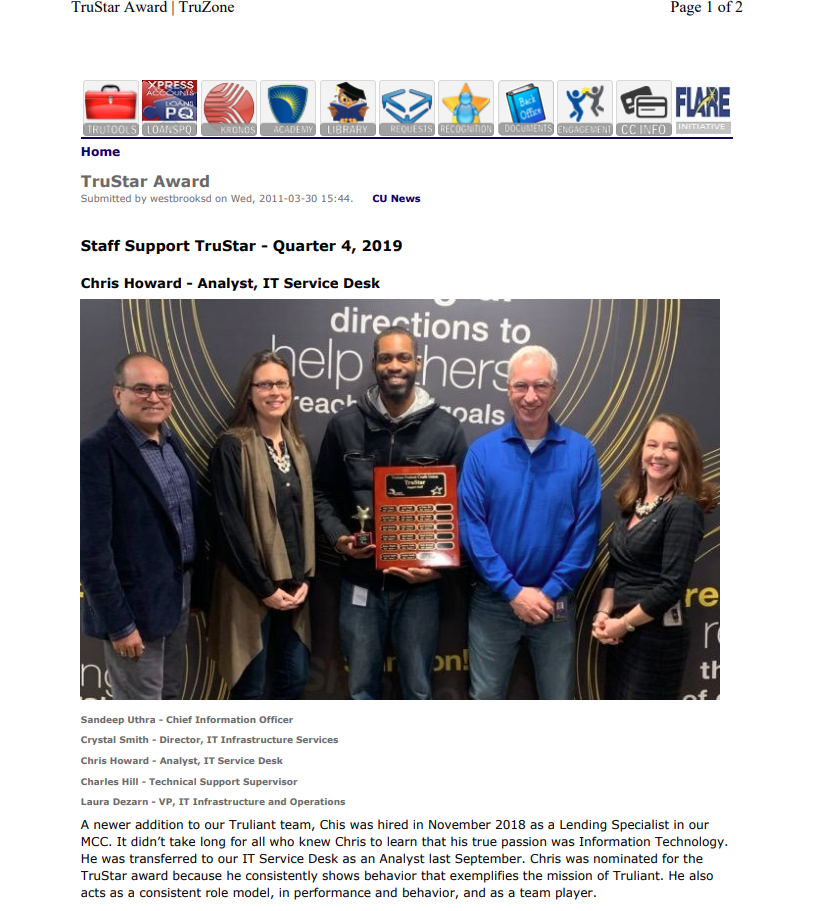 TruStar Award | TruZone
Page 1 of 2
XPRESS
ACCOUNTS
LOANS
PQ
Back
Office
FLARE
TRUTOOLS
LOANSPQ
KRONOS
ACADEMY
LIBRARY
REQUESTS
RECOGNITION
DOCUMENTS
ENGAGEMENT
CC INFO
INITIATIVE
Home
TruStar Award
Submitted by westbrooksd on Wed, 2011-03-30 15:44. CU News
Staff Support TruStar - Quarter 4, 2019
Chris Howard - Analyst, IT Service Desk
directions to
help
goals
TruStar
re
th
of
Sandeep Uthra - Chief Information Officer
Crystal Smith - Director, IT Infrastructure Services
Chris Howard - Analyst, IT Service Desk
Charles Hill - Technical Support Supervisor
Laura Dezarn - VP, IT Infrastructure and Operations
A newer addition to our Truliant team, Chis was hired in November 2018 as a Lending Specialist in our
MCC. It didn't take long for all who knew Chris to learn that his true passion was Information Technology.
He was transferred to our IT Service Desk as an Analyst last September. Chris was nominated for the
TruStar award because he consistently shows behavior that exemplifies the mission of Truliant. He also
acts as a consistent role model, in performance and behavior, and as a team player.